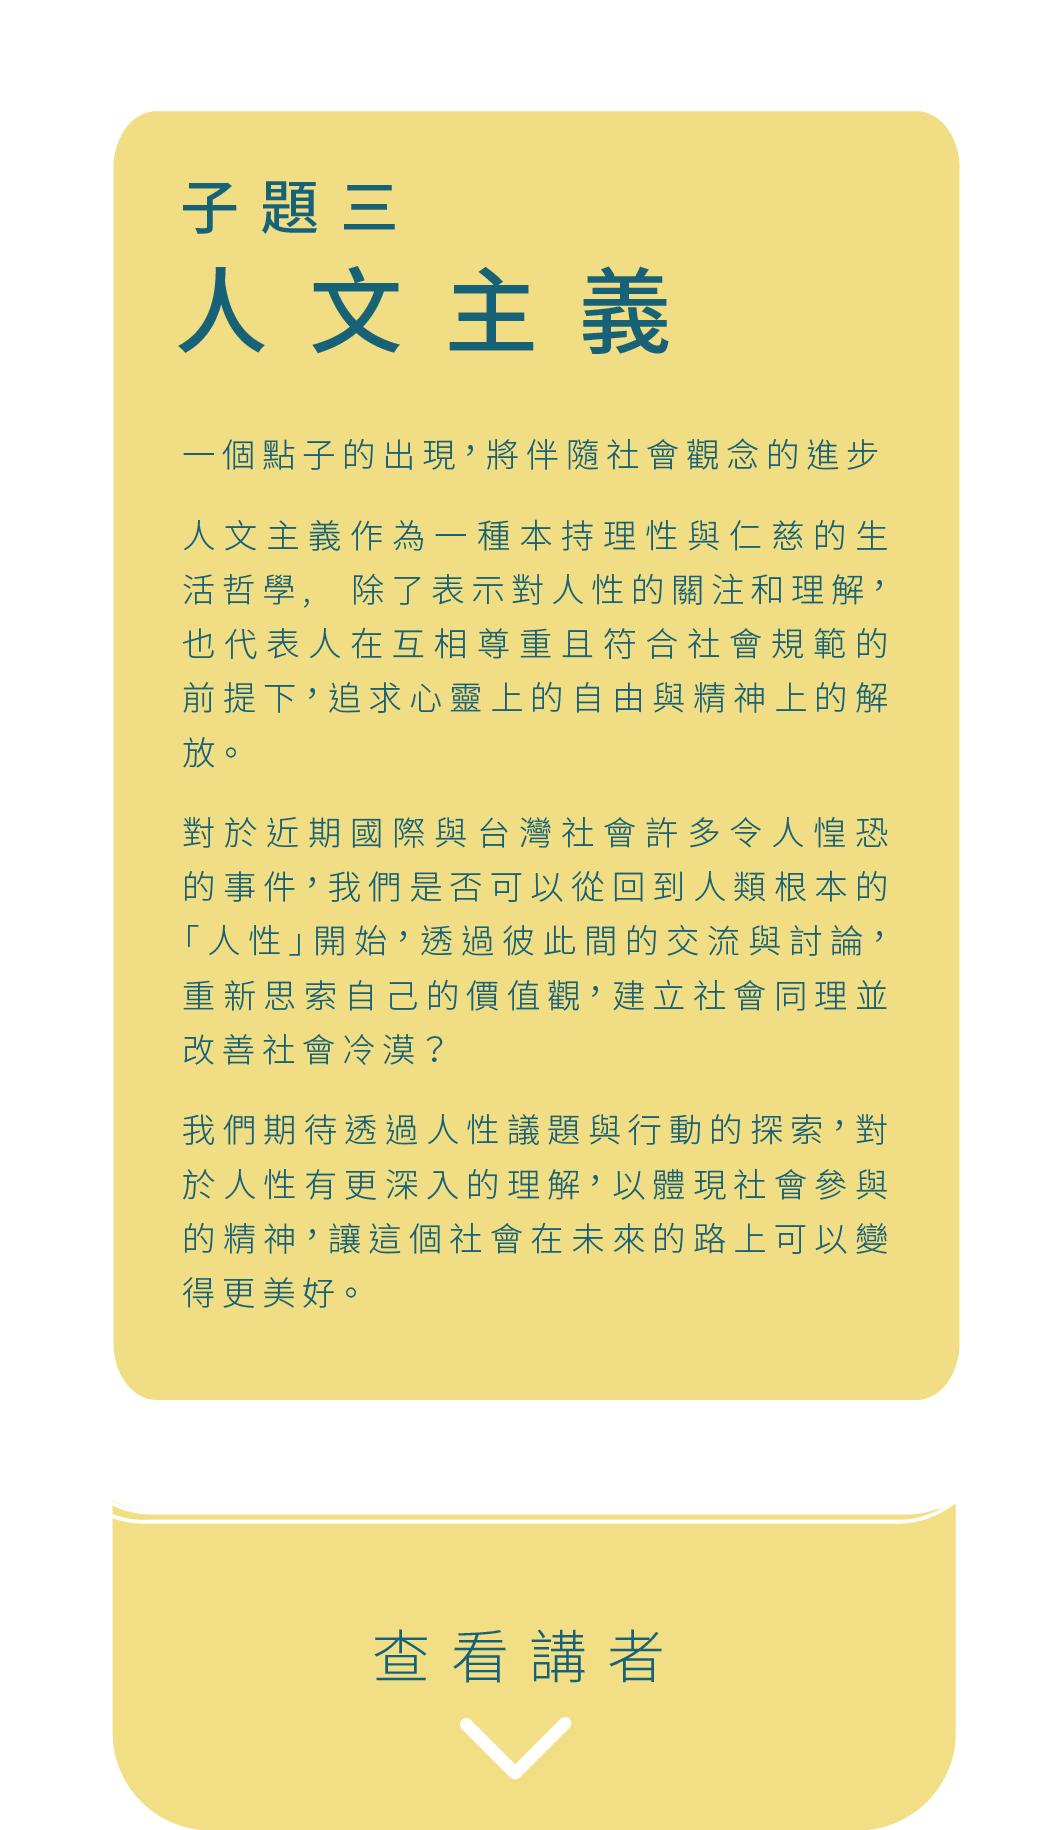 子題三
人文主義
一個點子的出現，將伴隨社會觀念的進步
人文主義作為一種本持理性與仁慈的生
活哲學， 除了表示對人性的關注和理解，
也代表人在互相尊重且符合社會規範的
前提下，追求心靈上的自由與精神上的解
放。
對於近期國際與台灣社會許多令人惶恐
的事件，我們是否可以從回到人類根本的
「人性」開始，透過彼此間的交流與討論，
重新思索自己的價值觀，建立社會同理並
改善社會冷漠？
我們期待透過人性議題與行動的探索，對
於人性有更深入的理解，以體現社會參與
的精神，讓這個社會在未來的路上可以變
得更美好。
查看講者